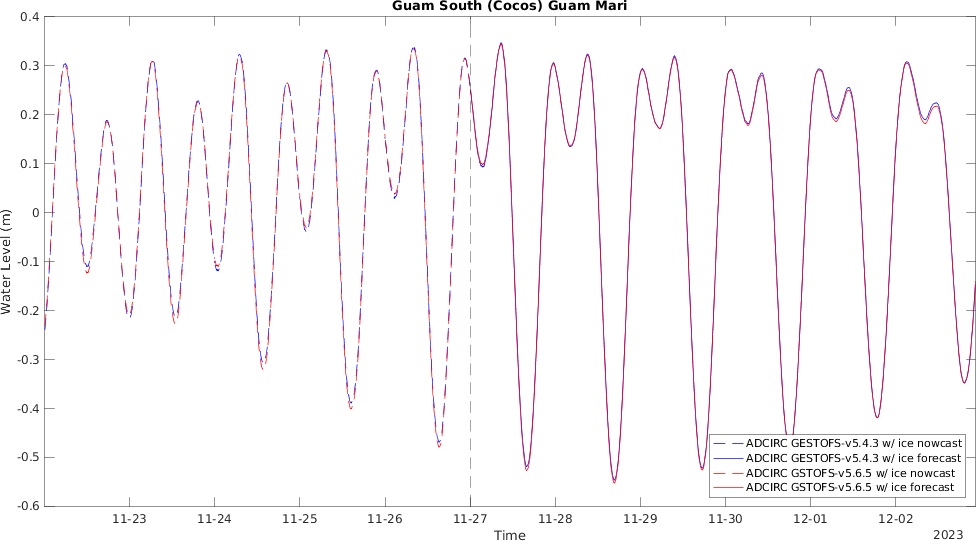 Guam South (Cocos) Guam Mari
0.4
0.3
0.2
0.1
0
-0.1
-0.2
-0.3
-0.4
-0.5
-0.6
Water Level (m)
ADCIRC GESTOFS-v5.4.3 w/ ice nowcast
ADCIRC GESTOFS-v5.4.3 w/ ice forecast
ADCIRC GSTOFS-v5.6.5 w/ ice nowcast
ADCIRC GSTOFS-v5.6.5 w/ ice forecast
11-23 11-24 11-25 11-26 11-27 11-28 11-29 11-30 12-01 12-02
Time
2023